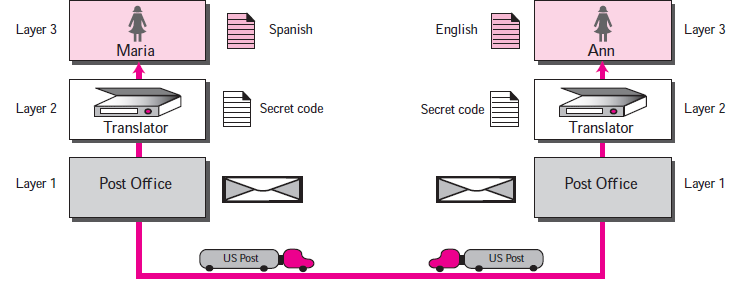 Layer 3
Maria
Spanish
English
Ann
Layer 3
Layer 2
Translator
Secret code
Secret code
Translator
Layer 2
Layer 1
Post Office
Post Office
Layer 1
US Post
US Post